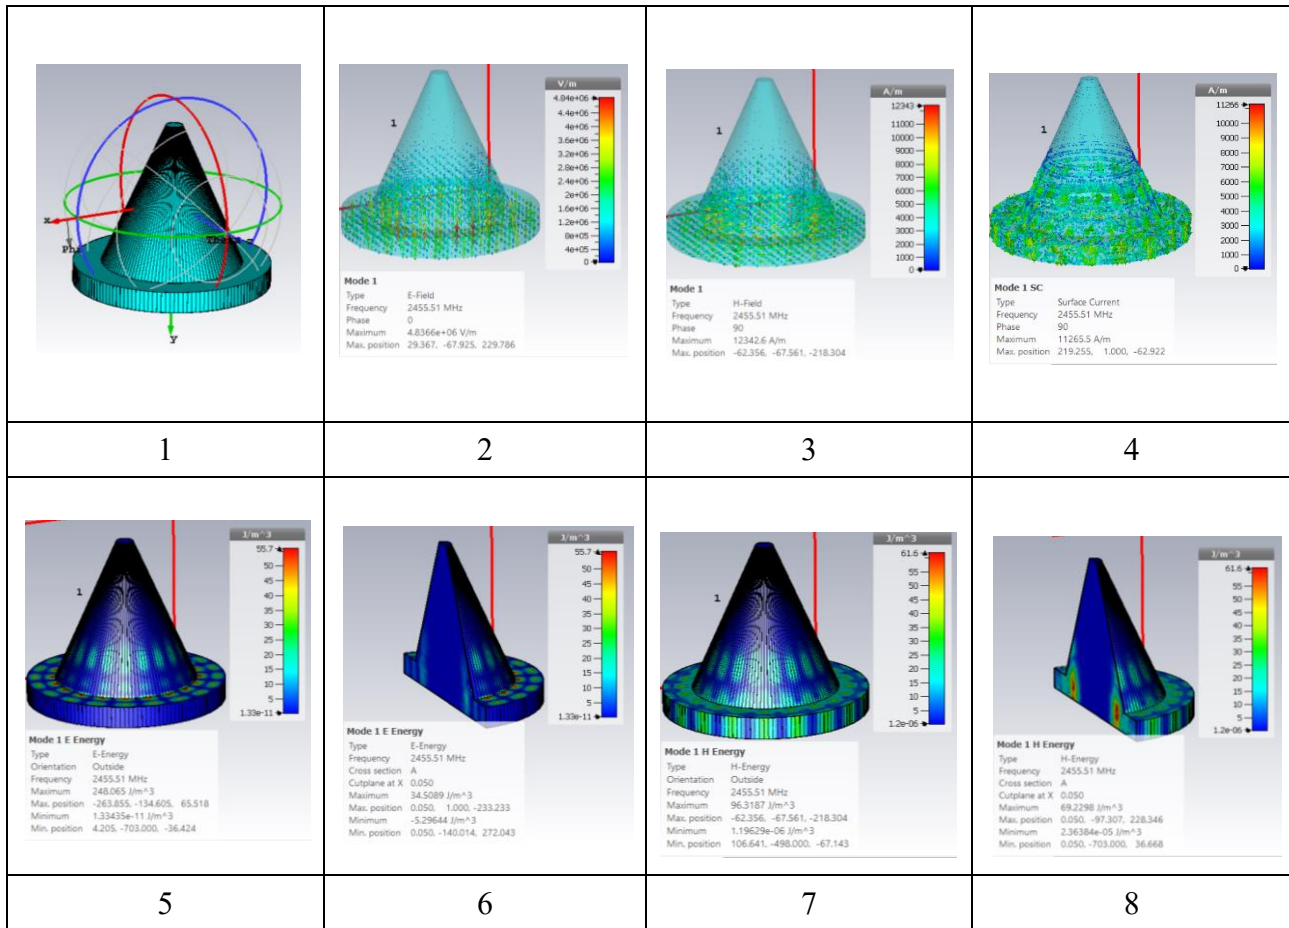 x
Phi
y
1
V/m
4.84e+06
4.4e+06
4e+06
3.6e+06
3.2e+06
2.8e+06
2.4e+06
2e+06
1.6e+06
1.2e+06
8e+05
4e+05
0
Mode 1
Type E-Field
Frequency 2455.51 MHz
Phase 0
Maximum 4.8366e+06 V/m
Max. position 29.367, -67.925, 229.786
1
A/m
12343
11000
10000
9000
8000
7000
6000
5000
4000
3000
2000
1000
0
Mode 1
Type H-Field
Frequency 2455.51 MHz
Phase 90
Maximum 12342.6 A/m
Max. position -62.356, -67.561, -218.304
1
A/m
11266
10000
9000
8000
7000
6000
5000
4000
3000
2000
1000
0
Mode 1 SC
Type Surface Current
Frequency 2455.51 MHz
Phase 90
Maximum 11265.5 A/m
Max. position 219.255, 1.000, -62.922
1 2 3 4
1
J/m^3
55.7
50
45
40
35
30
25
20
15
10
5
1.33e-11
Mode 1 E Energy
Type E-Energy
Orientation Outside
Frequency 2455.51 MHz
Maximum 248.065 J/m^3
Max. position -263.855, -134.605, 65.518
Minimum 1.33435e-11 J/m^3
Min. position 4.205, -703.000, -36.424
J/m^3
55.7
50
45
40
35
30
25
20
15
10
5
1.33e-11
Mode 1 E Energy
Type E-Energy
Frequency 2455.51 MHz
Cross section A
Cutplane at X 0.050
Maximum 34.5089 J/m^3
Max. position 0.050, 1.000, -233.233
Minimum -5.29644 J/m^3
Min. position 0.050, -140.014, 272.043
1
J/m^3
61.6
55
50
45
40
35
30
25
20
15
10
5
1.2e-06
Mode 1 H Energy
Type H-Energy
Orientation Outside
Frequency 2455.51 MHz
Maximum 96.3187 J/m^3
Max. position -62.356, -67.561, -218.304
Minimum 1.19629e-06 J/m^3
Min. position 106.641, -498.000, -67.143
J/m^3
61.6
55
50
45
40
35
30
25
20
15
10
5
1.2e-06
Mode 1 H Energy
Type H-Energy
Frequency 2455.51 MHz
Cross section A
Cutplane at X 0.050
Maximum 69.2298 J/m^3
Max. position 0.050, -97.307, 228.346
Minimum 2.36384e-05 J/m^3
Min. position 0.050, -703.000, 36.668
5 6 7 8